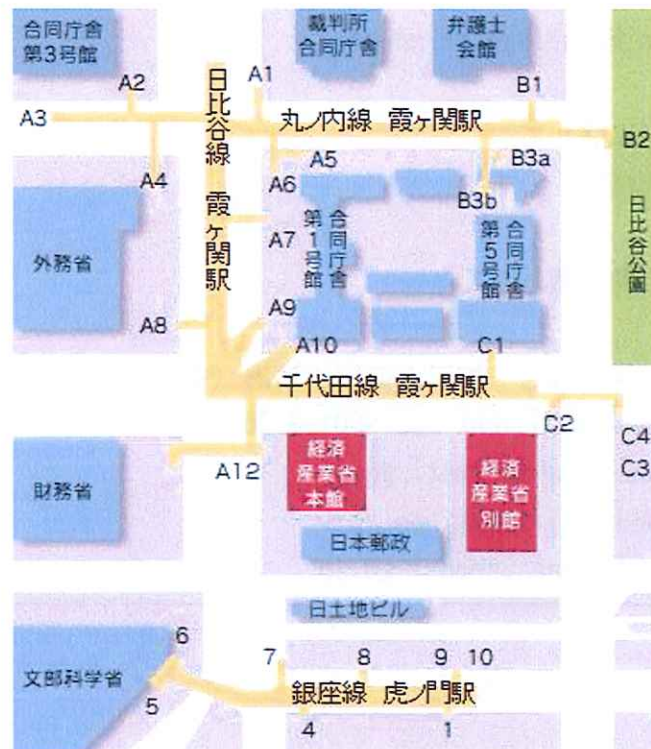 合同庁舎
第3号館
裁判所
合同庁舎
弁護士
会館
A2
A1
B1
A3
日比谷線 霞ヶ関駅
丸ノ内線 霞ヶ関駅
B2
A4
A5
A6
B3a
B3b
外務省
A7
合同庁舎
第1号館
合同庁舎
第5号館
日比谷公園
A8
A9
A10
C1
千代田線 霞ヶ関駅
C2
C4
C3
A12
財務省
経済
産業省
本館
経済
産業省
別館
日本郵政
日土地ビル
6
文部科学省
5
7
8
9
10
銀座線 虎ノ門駅
4
1